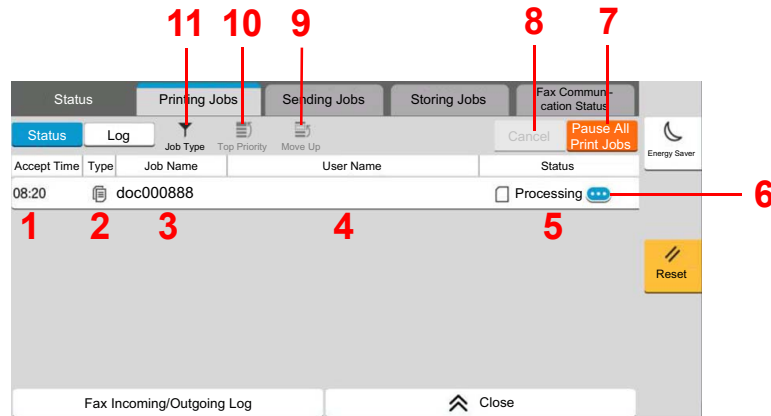 11 10 9 8 7
Status Printing Jobs Sending Jobs Storing Jobs Fax Commun-
cation Status
Status Log Job Type Top Priority Move Up Cancel Pause All
Print Jobs
Energy Saver
Accept Time Type Job Name User Name Status
08:20 doc000888 Processing 6
1 2 3 4 5
Reset
Fax Incoming/Outgoing Log Close